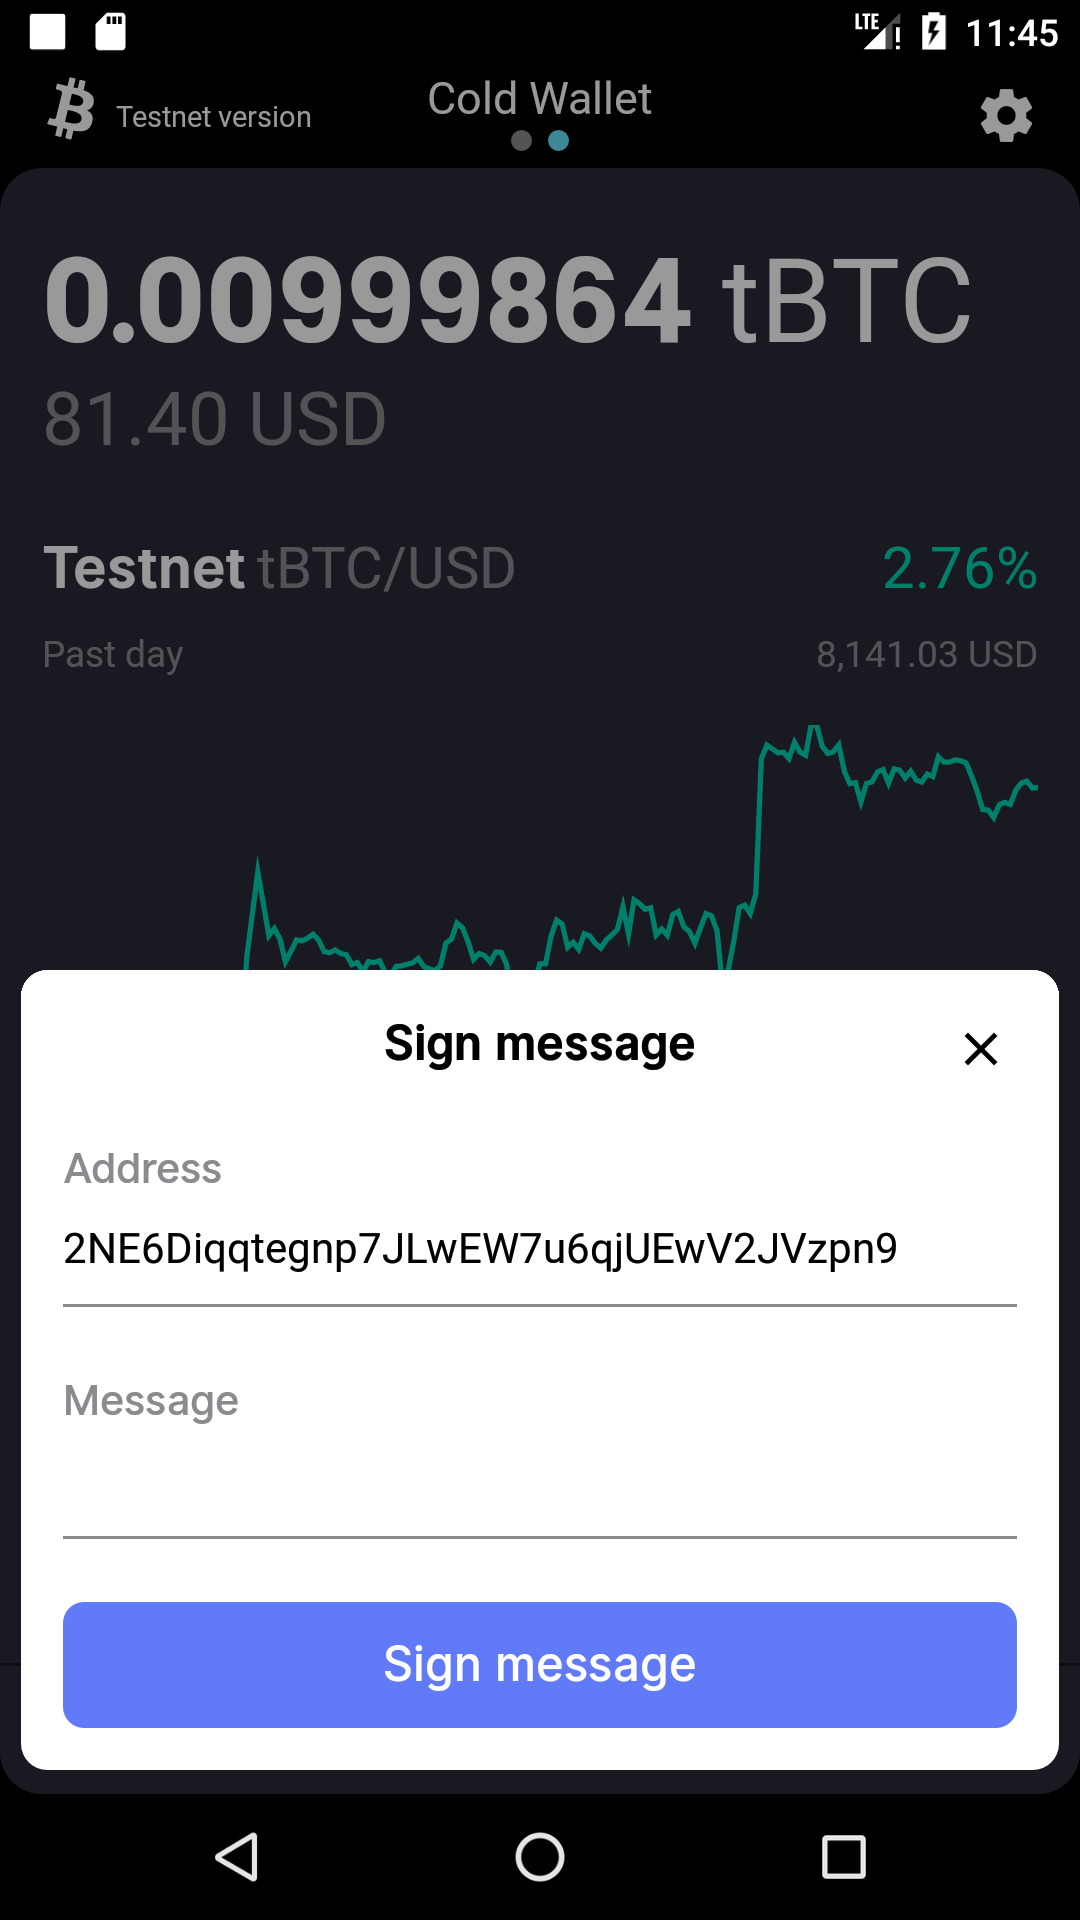 LTE 11:45
Testnet version
Cold Wallet
0.00999864 tBTC
81.40 USD
Testnet tBTC/USD 2.76%
Past day 8,141.03 USD
Sign message
Address
2NE6Diqqtegnp7JLwEW7u6qjUEwV2JVzpn9
Message
Sign message